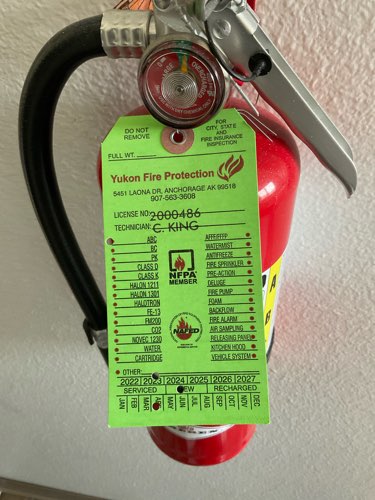 RECHARGE
OVERCHARGED
DO NOT
REMOVE
FOR
CITY, STATE
AND
FIRE INSURANCE
INSPECTION
FULL WT.
Yukon Fire Protection
5451 LAONA DR, ANCHORAGE AK 99518
907-563-3608
LICENSE NO: 2000486
TECHNICIAN: C. KING
ABC
BC
PK
CLASS D
CLASS K
HALON 1211
HALON 1301
HALOTRON
FE-13
FM200
CO2
NOVEC 1230
WATER
CARTRIDGE
NFPA
MEMBER
NAFED
AFFF/FFFP
WATERMIST
ANTIFREEZE
FIRE SPRINKLER
PRE-ACTION
DELUGE
FIRE PUMP
FOAM
BACKFLOW
FIRE ALARM
AIR SAMPLING
RELEASING PANEL
KITCHEN HOOD
VEHICLE SYSTEM
OTHER:
2022 2023 2024 2025 2026 2027
SERVICED NEW RECHARGED
JAN FEB MAR APR MAY JUN JUL AUG SEP OCT NOV DEC
A